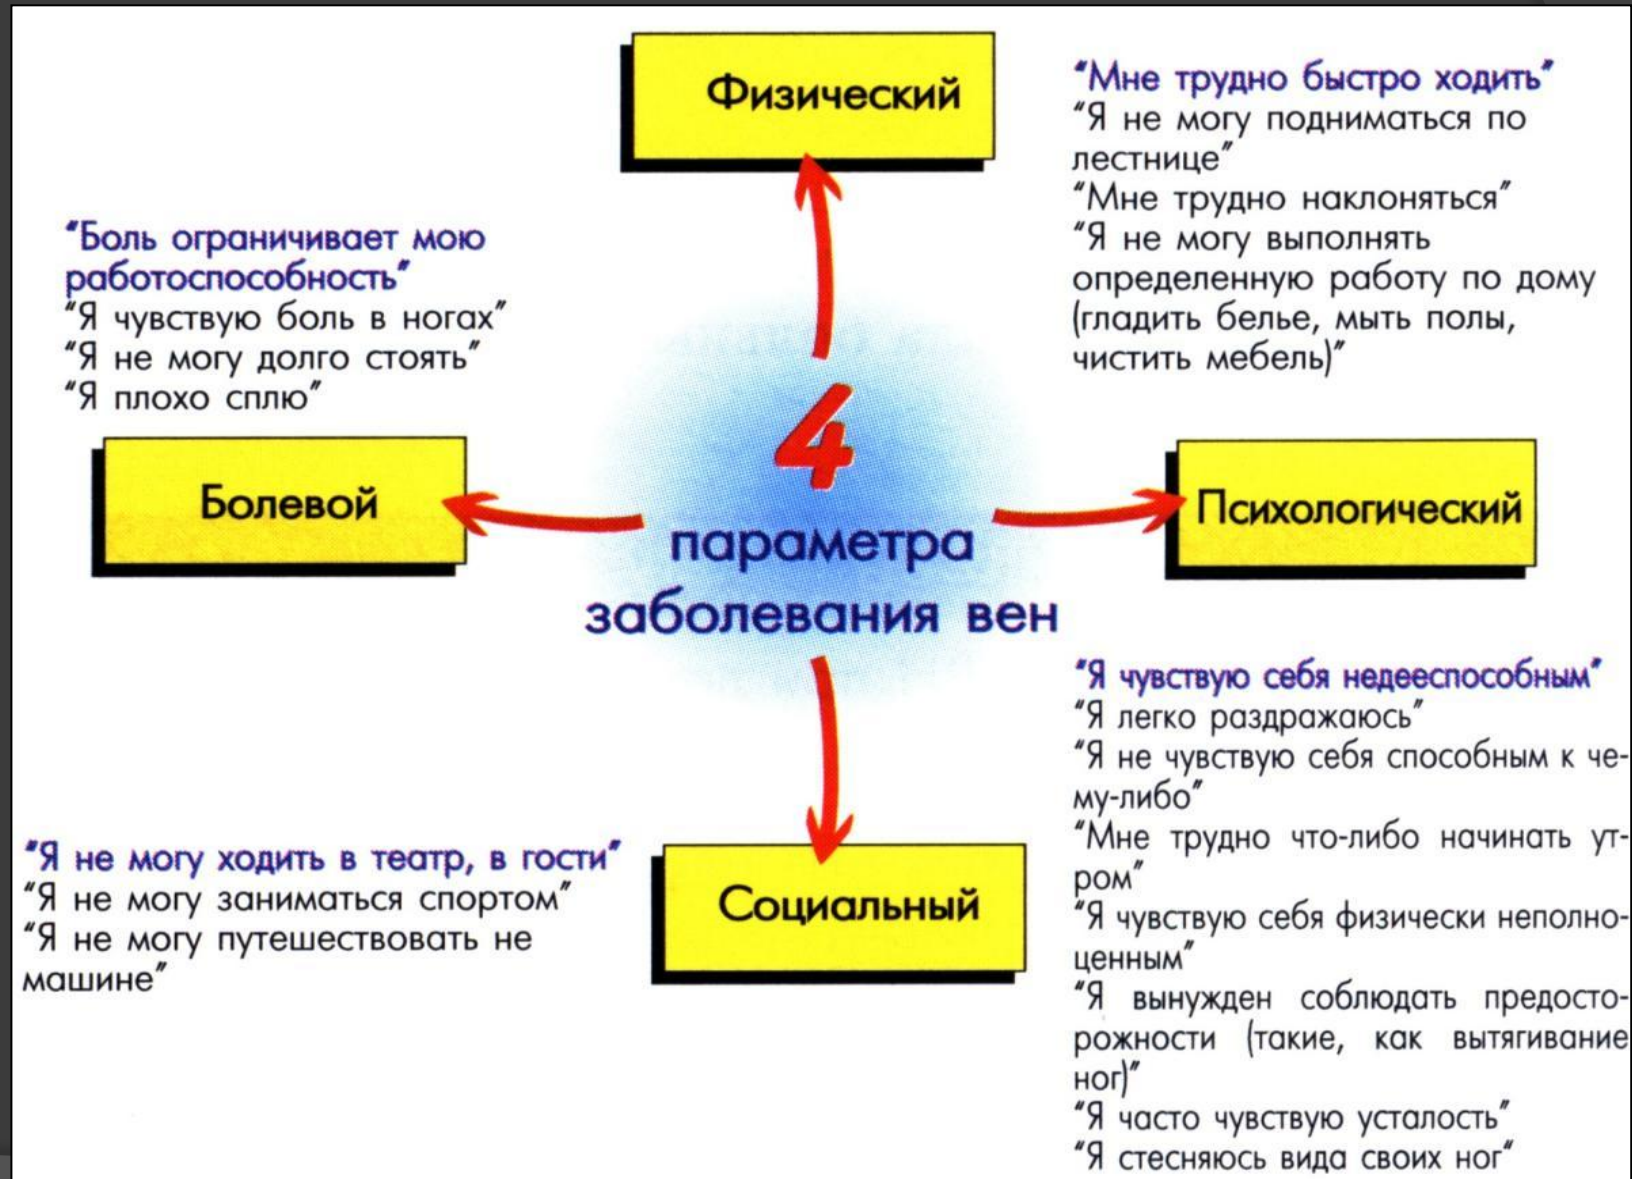 Физический
"Мне трудно быстро ходить"
"Я не могу подниматься по
лестнице"
"Мне трудно наклоняться"
"Я не могу выполнять
определенную работу по дому
(гладить белье, мыть полы,
чистить мебель)"
"Боль ограничивает мою
работоспособность"
"Я чувствую боль в ногах"
"Я не могу долго стоять"
"Я плохо сплю"
Болевой
4
параметра
заболевания вен
Психологический
"Я чувствую себя недееспособным"
"Я легко раздражаюсь"
"Я не чувствую себя способным к че-
му-либо"
"Мне трудно что-либо начинать ут-
ром"
"Я чувствую себя физически неполно-
ценным"
"Я вынужден соблюдать предосто-
рожности (такие, как вытягивание
ног)"
"Я часто чувствую усталость"
"Я стесняюсь вида своих ног"
"Я не могу ходить в театр, в гости"
"Я не могу заниматься спортом"
"Я не могу путешествовать не
машине"
Социальный